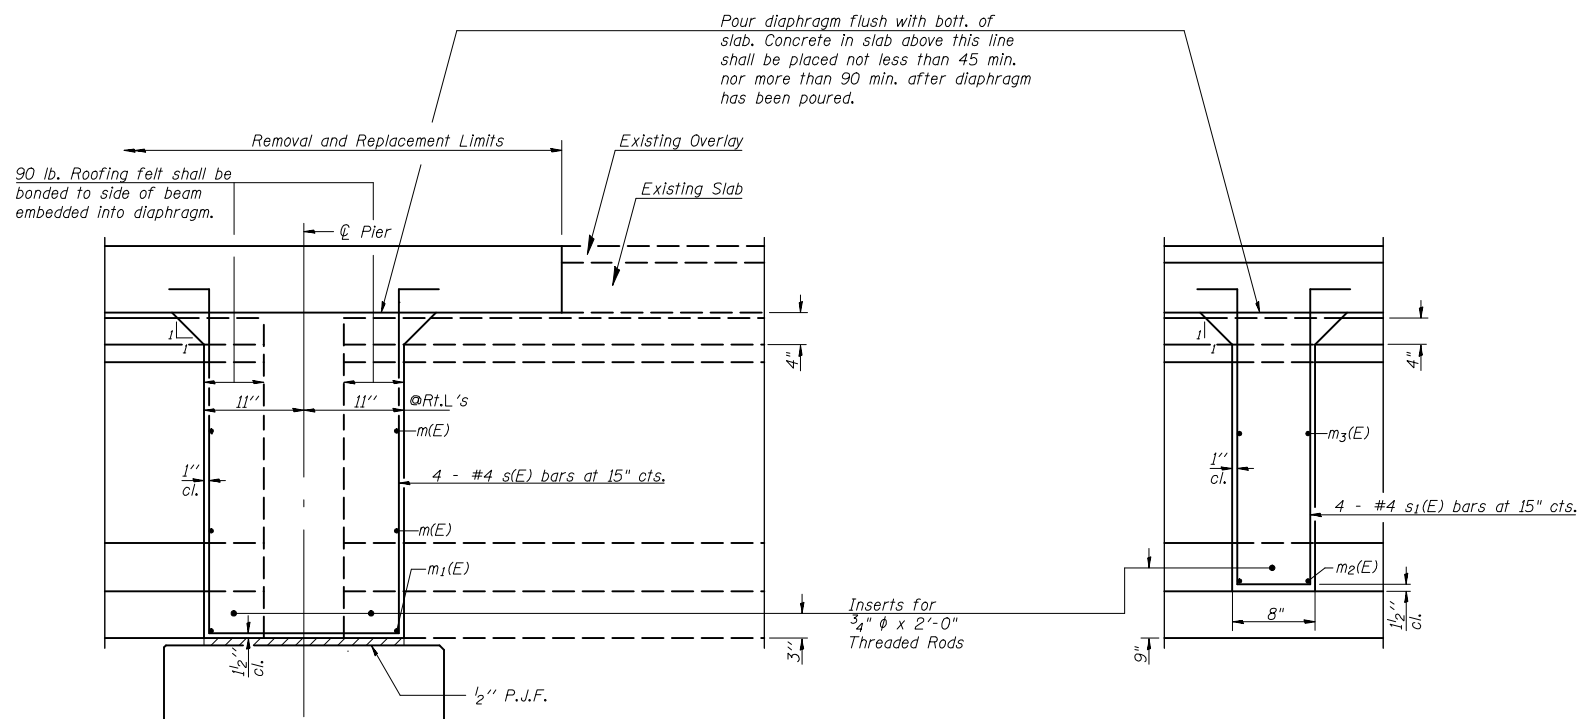 Pour diaphragm flush with bott. of
slab. Concrete in slab above this line
shall be placed not less than 45 min.
nor more than 90 min. after diaphragm
has been poured.
Removal and Replacement Limits
Existing Overlay
90 lb. Roofing felt shall be
bonded to side of beam
embedded into diaphragm.
Existing Slab
℄ Pier
1
1
4"
11"
11"
@Rt.L's
m(E)
1"
cl.
4 - #4 s(E) bars at 15" cts.
m(E)
m1(E)
1½"
cl.
½" P.J.F.
3"
Inserts for
¾" ϕ x 2'-0"
Threaded Rods
1
1
4"
m3(E)
1"
cl.
4 - #4 s1(E) bars at 15" cts.
m2(E)
8"
1½"
cl.
9"